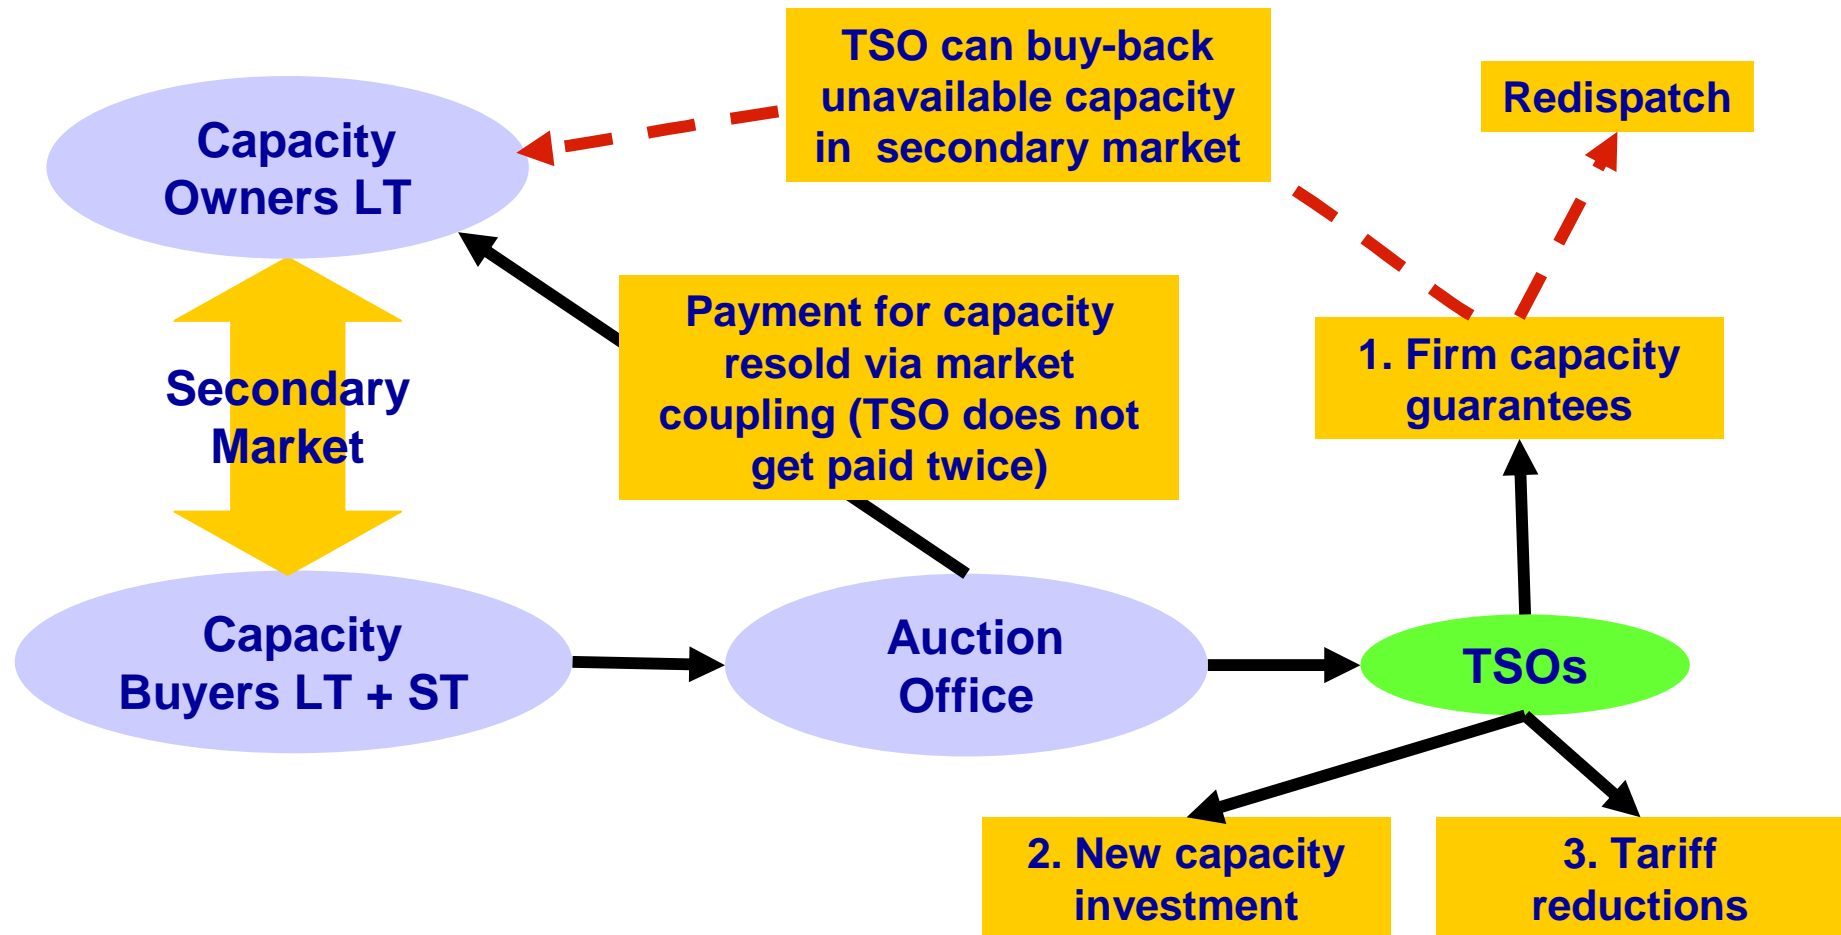 TSO can buy-back
unavailable capacity
in secondary market
Redispatch
Capacity
Owners LT
Payment for capacity
resold via market
coupling (TSO does not
get paid twice)
1. Firm capacity
guarantees
Secondary
Market
Capacity
Buyers LT + ST
Auction
Office
TSOs
2. New capacity
investment
3. Tariff
reductions